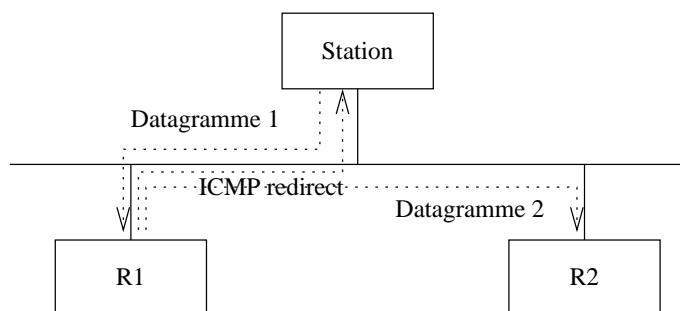 Station
Datagramme 1
ICMP redirect
Datagramme 2
R1
R2